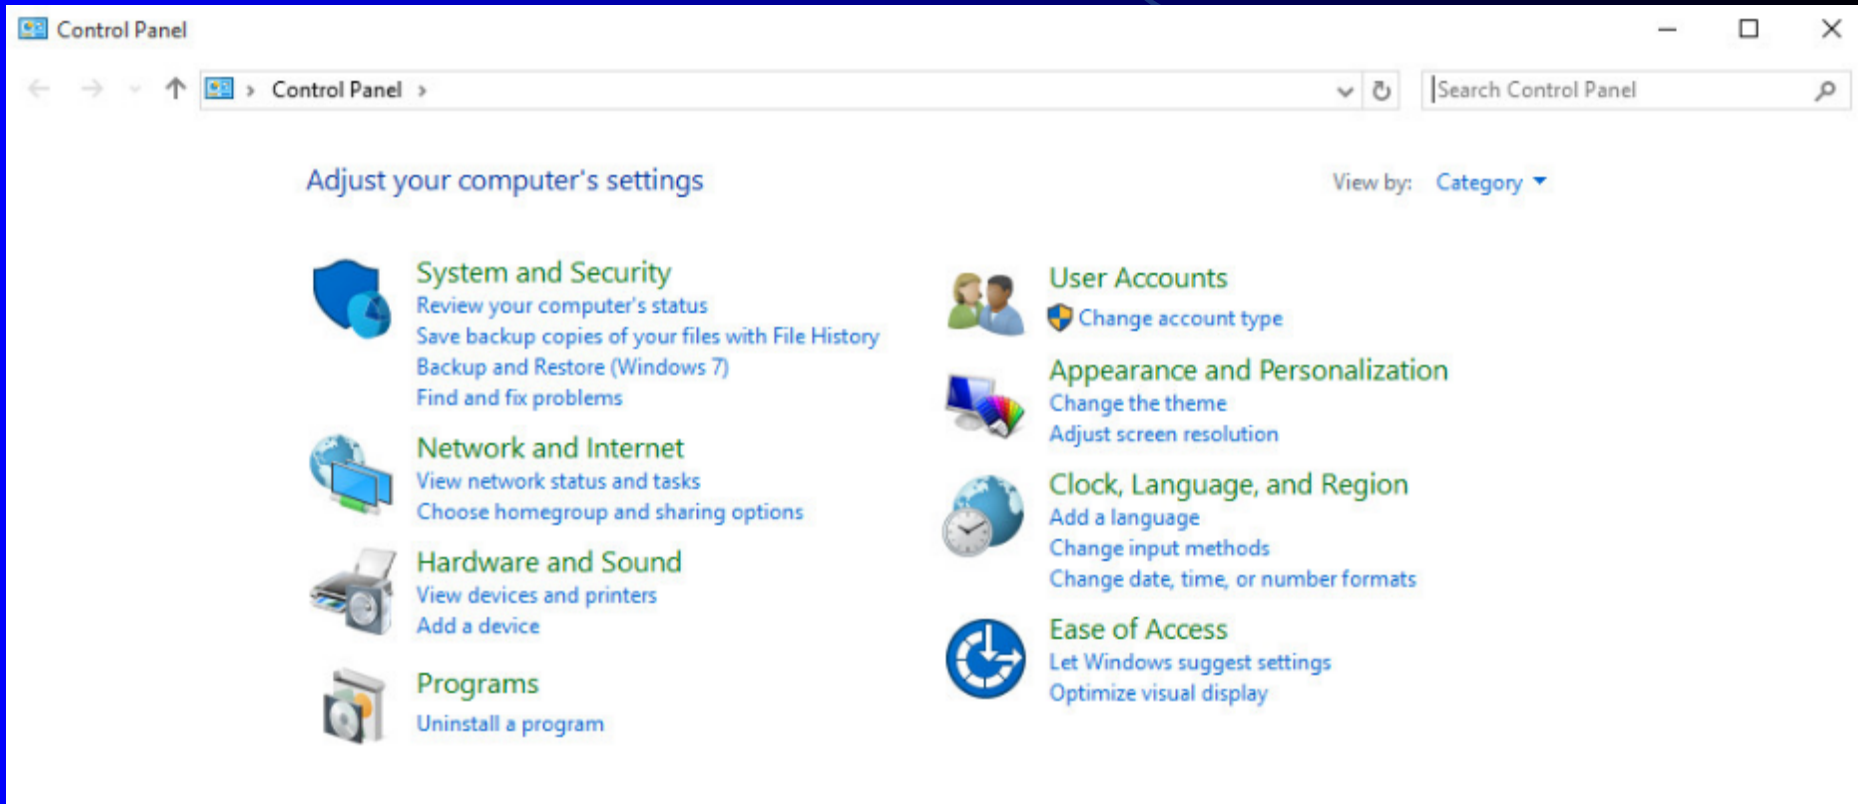 Control Panel
Control Panel
Search Control Panel
Adjust your computer's settings
View by: Category
System and Security
Review your computer's status
Save backup copies of your files with File History
Backup and Restore (Windows 7)
Find and fix problems
Network and Internet
View network status and tasks
Choose homegroup and sharing options
Hardware and Sound
View devices and printers
Add a device
Programs
Uninstall a program
User Accounts
Change account type
Appearance and Personalization
Change the theme
Adjust screen resolution
Clock, Language, and Region
Add a language
Change input methods
Change date, time, or number formats
Ease of Access
Let Windows suggest settings
Optimize visual display